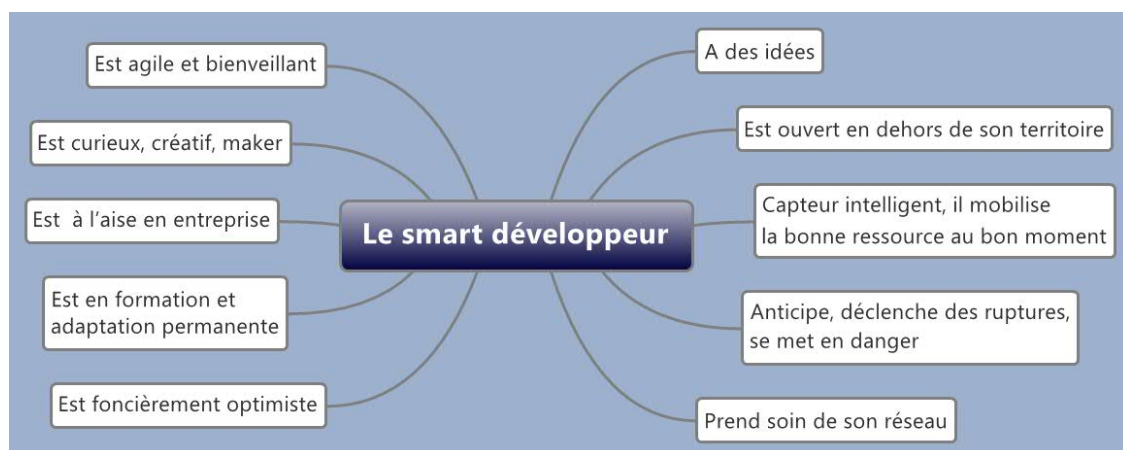 Le smart développeur
Est agile et bienveillant
Est curieux, créatif, maker
Est à l’aise en entreprise
Est en formation et
adaptation permanente
Est foncièrement optimiste
A des idées
Est ouvert en dehors de son territoire
Capteur intelligent, il mobilise
la bonne ressource au bon moment
Anticipe, déclenche des ruptures,
se met en danger
Prend soin de son réseau